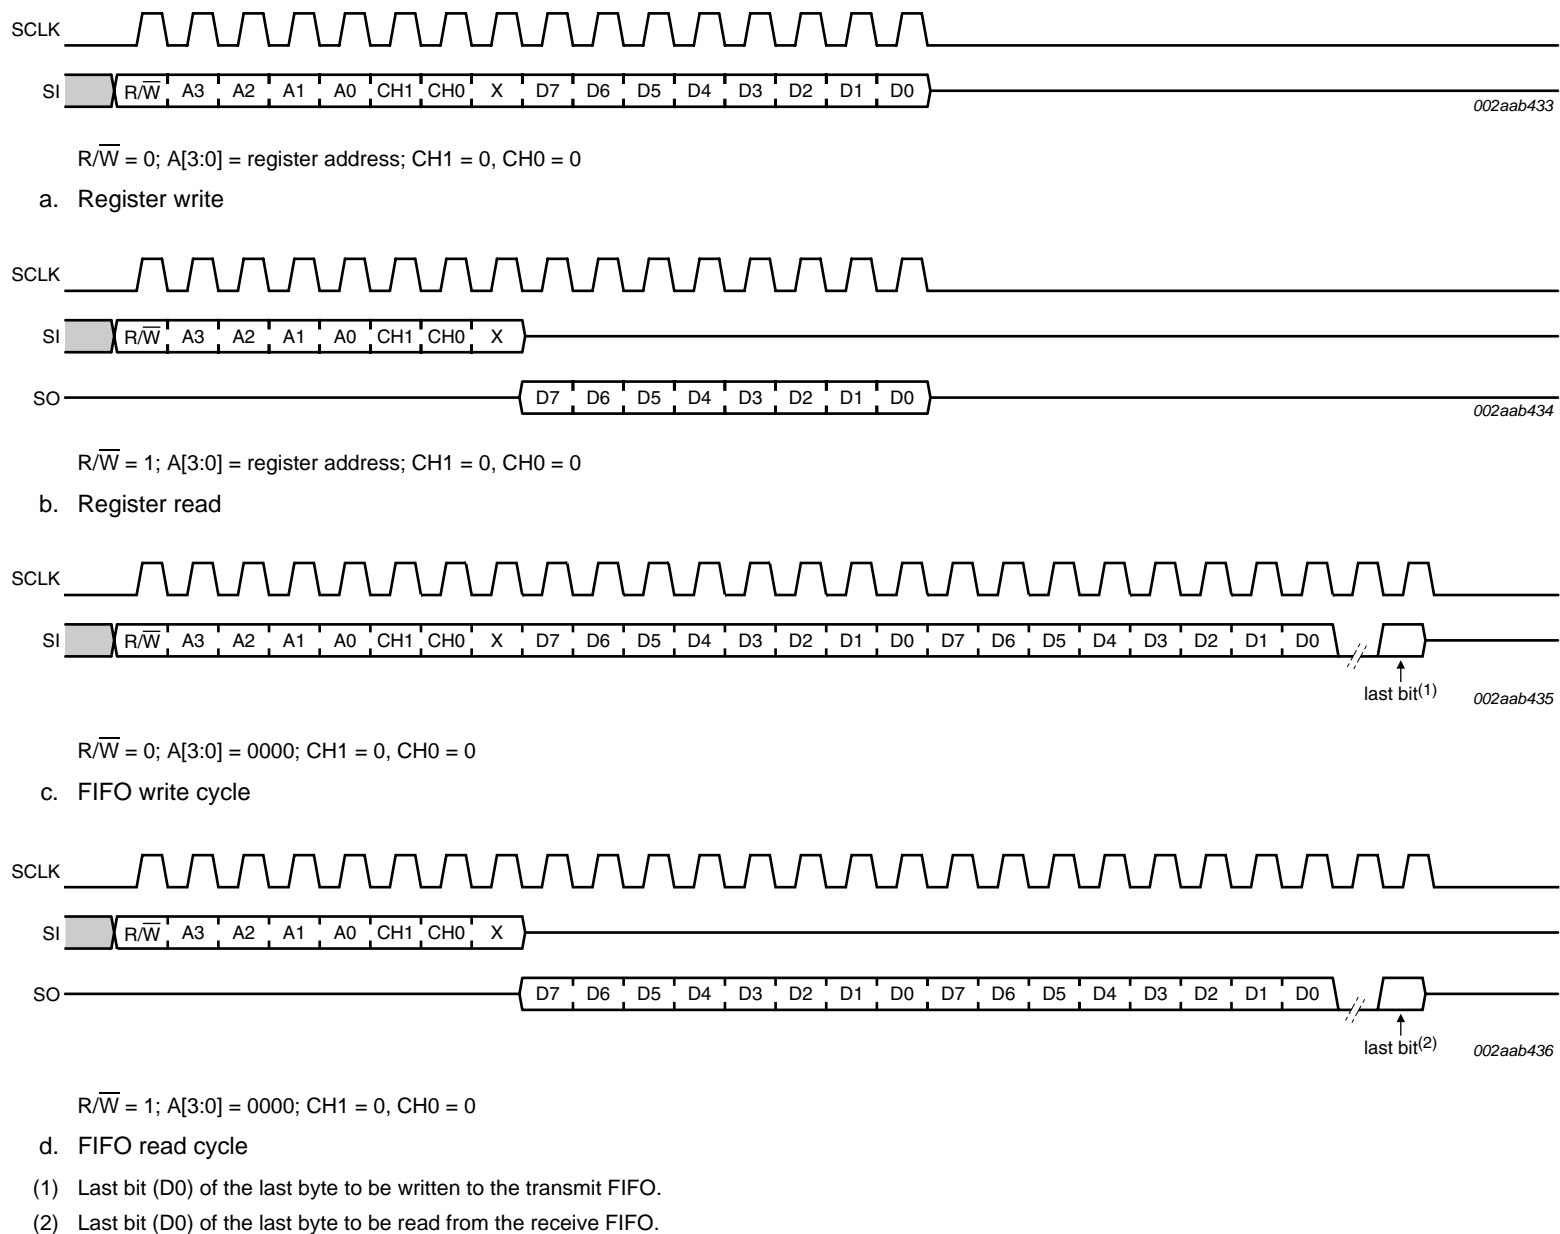 SCLK
SI R/W̅ A3 A2 A1 A0 CH1 CH0 X D7 D6 D5 D4 D3 D2 D1 D0
002aab433
R/W̅ = 0; A[3:0] = register address; CH1 = 0, CH0 = 0
a. Register write
SCLK
SI R/W̅ A3 A2 A1 A0 CH1 CH0 X
SO D7 D6 D5 D4 D3 D2 D1 D0
002aab434
R/W̅ = 1; A[3:0] = register address; CH1 = 0, CH0 = 0
b. Register read
SCLK
SI R/W̅ A3 A2 A1 A0 CH1 CH0 X D7 D6 D5 D4 D3 D2 D1 D0 D7 D6 D5 D4 D3 D2 D1 D0
last bit(1) 002aab435
R/W̅ = 0; A[3:0] = 0000; CH1 = 0, CH0 = 0
c. FIFO write cycle
SCLK
SI R/W̅ A3 A2 A1 A0 CH1 CH0 X
SO D7 D6 D5 D4 D3 D2 D1 D0 D7 D6 D5 D4 D3 D2 D1 D0
last bit(2) 002aab436
R/W̅ = 1; A[3:0] = 0000; CH1 = 0, CH0 = 0
d. FIFO read cycle
(1) Last bit (D0) of the last byte to be written to the transmit FIFO.
(2) Last bit (D0) of the last byte to be read from the receive FIFO.